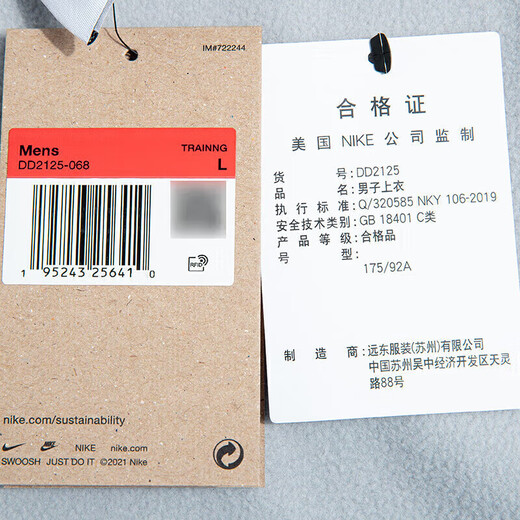 IM#722244
Mens
TRAINNG
DD2125-068
L
1 95243 25641 0
RFID
nike.com/sustainability
NIKE nike.com
SWOOSH JUST DO IT ©2021 Nike
合格证
美国 NIKE 公司监制
货号:DD2125
品名:男子上衣
执行标准:Q/320585 NKY 106-2019
安全技术类别:GB 18401 C类
产品等级:合格品
号型:
175/92A
制造商:远东服装(苏州)有限公司
中国苏州吴中经济开发区天灵
路88号